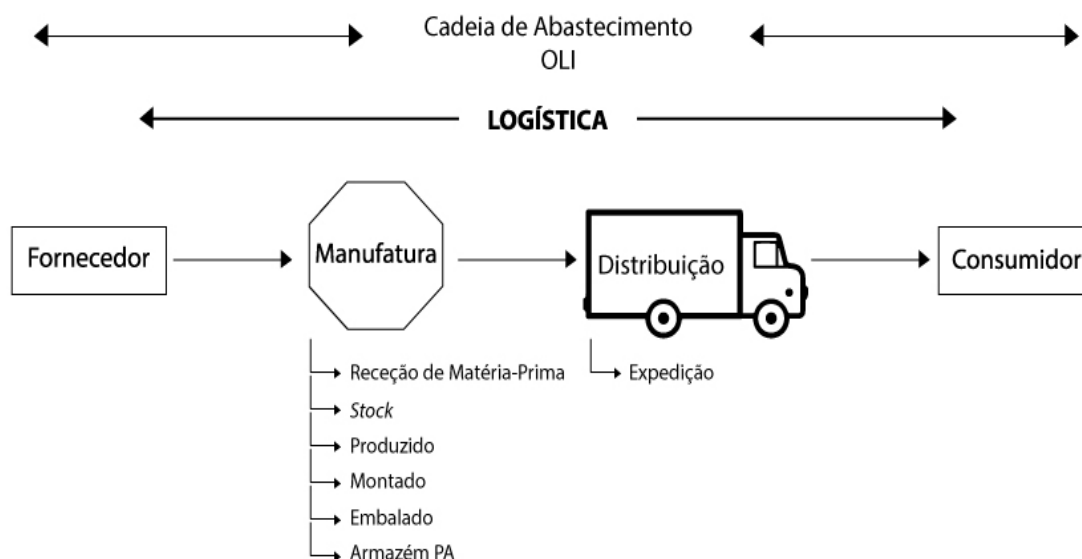 Cadeia de Abastecimento
OLI
LOGÍSTICA
Fornecedor
Manufatura
Distribuição
Consumidor
Receção de Matéria-Prima
Stock
Produzido
Montado
Embalado
Armazém PA
Expedição